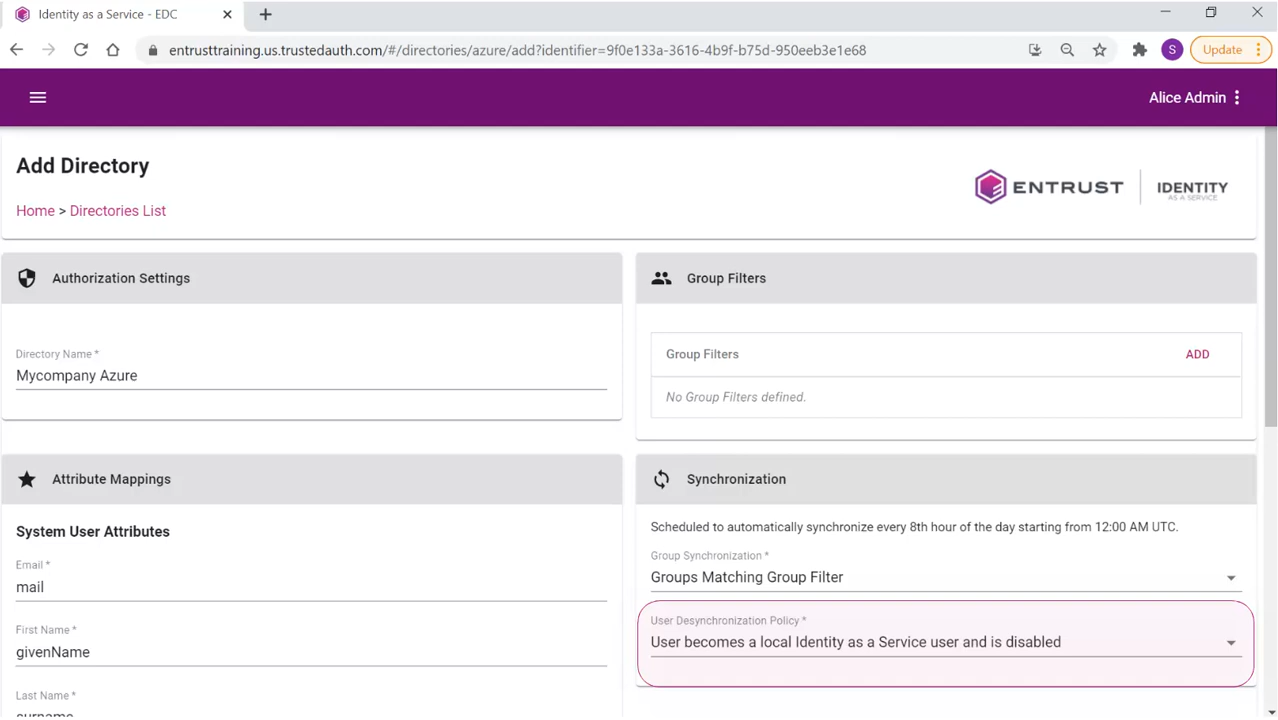 Identity as a Service - EDC
entrusttraining.us.trustedauth.com/#/directories/azure/add?identifier=9f0e133a-3616-4b9f-b75d-950eeb3e1e68
S
Update
Alice Admin
Add Directory
Home > Directories List
ENTRUST
IDENTITY
AS A SERVICE
Authorization Settings
Directory Name *
Mycompany Azure
Group Filters
Group Filters
ADD
No Group Filters defined.
Attribute Mappings
System User Attributes
Email *
mail
First Name *
givenName
Last Name *
surname
Synchronization
Scheduled to automatically synchronize every 8th hour of the day starting from 12:00 AM UTC.
Group Synchronization *
Groups Matching Group Filter
User Desynchronization Policy *
User becomes a local Identity as a Service user and is disabled